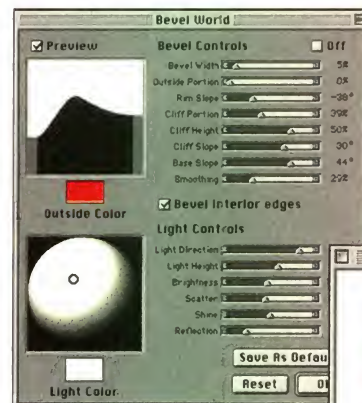 Bevel World
Preview
Bevel Controls
Off
Bevel Width 5%
Outside Portion 0%
Rim Slope -38°
Cliff Portion 39%
Cliff Height 50%
Cliff Slope 30°
Base Slope 44°
Smoothing 29%
Outside Color
Bevel interior edges
Light Controls
Light Direction
Light Height
Brightness
Scatter
Shine
Reflection
Light Color
Save As Defau
Reset